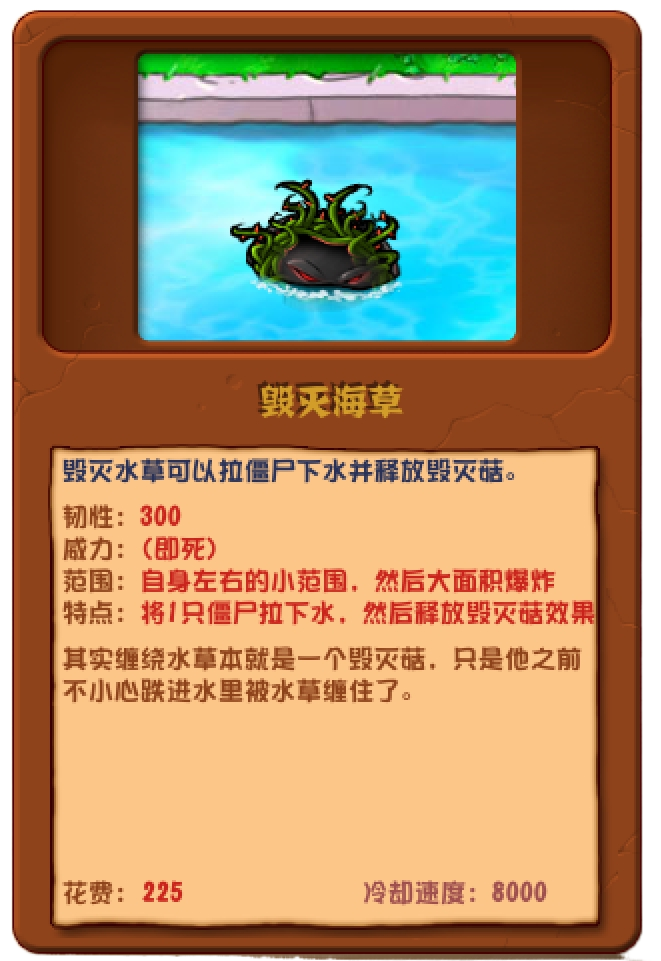 毁灭海草
毁灭水草可以拉僵尸下水并释放毁灭菇。
韧性：300
威力：（即死）
范围：自身左右的小范围，然后大面积爆炸
特点：将1只僵尸拉下水，然后释放毁灭菇效果
其实缠绕水草本就是一个毁灭菇，只是他之前
不小心跌进水里被水草缠住了。
花费：225 冷却速度：8000